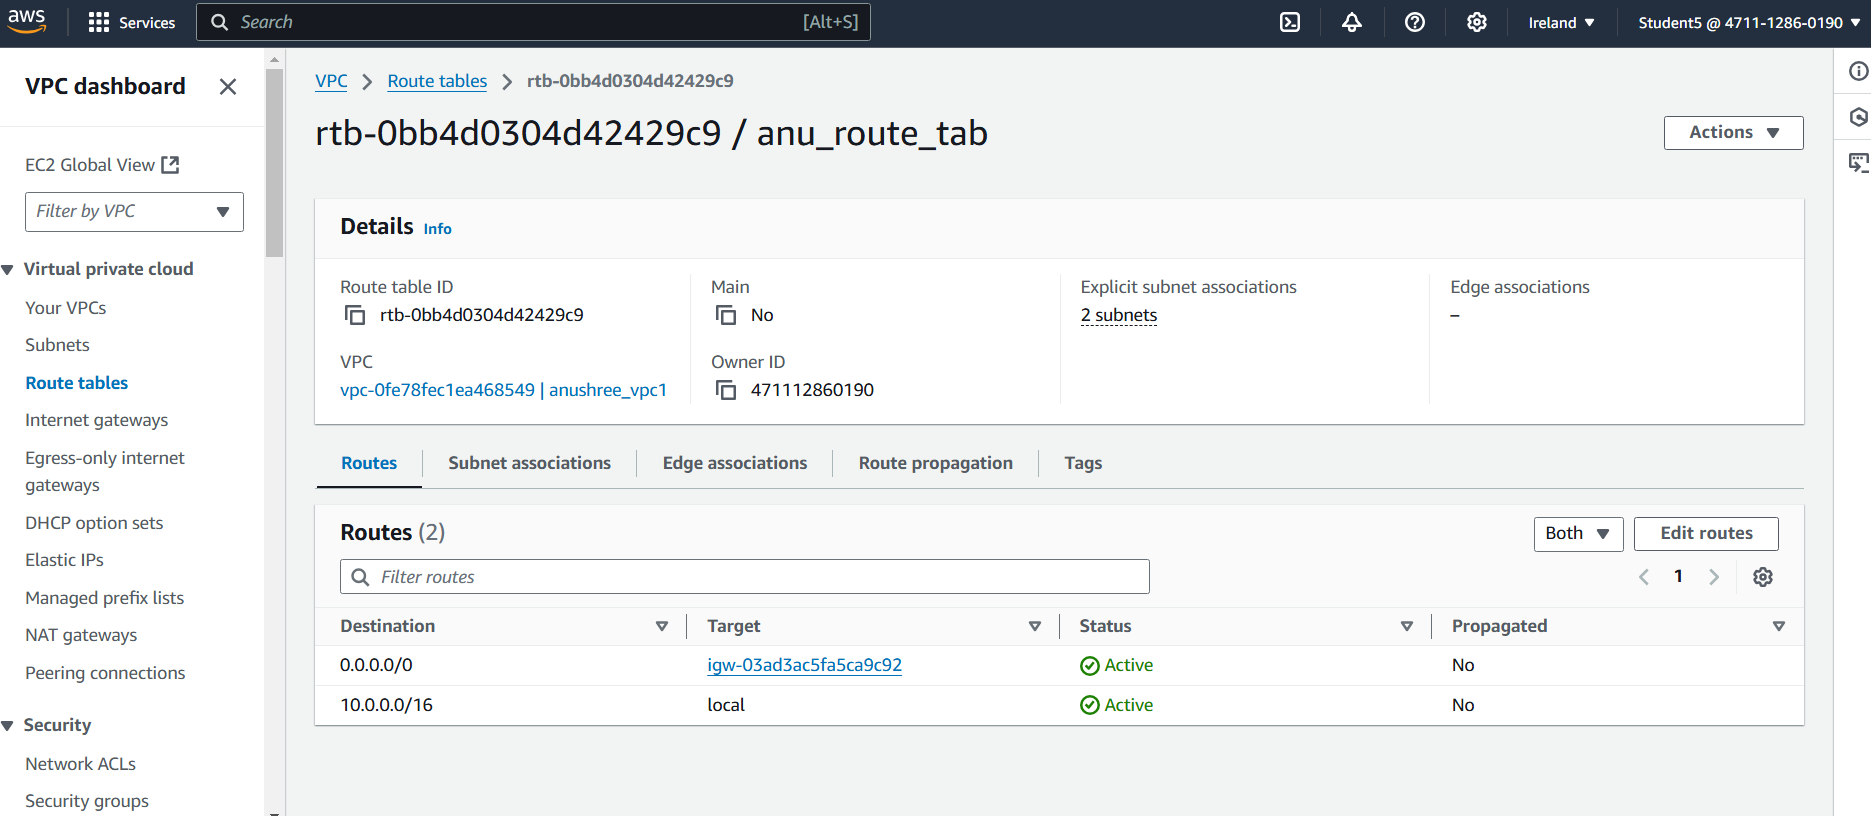 aws
Services
Search
[Alt+S]
Ireland
Student5 @ 4711-1286-0190
VPC dashboard
EC2 Global View
Filter by VPC
Virtual private cloud
Your VPCs
Subnets
Route tables
Internet gateways
Egress-only internet
gateways
DHCP option sets
Elastic IPs
Managed prefix lists
NAT gateways
Peering connections
Security
Network ACLs
Security groups
VPC > Route tables > rtb-0bb4d0304d42429c9
rtb-0bb4d0304d42429c9 / anu_route_tab
Actions
Details Info
Route table ID
rtb-0bb4d0304d42429c9
Main
No
Explicit subnet associations
2 subnets
Edge associations
–
VPC
vpc-0fe78fec1ea468549 | anushree_vpc1
Owner ID
471112860190
Routes
Subnet associations
Edge associations
Route propagation
Tags
Routes (2)
Both
Edit routes
Filter routes
1
Destination Target Status Propagated
0.0.0.0/0 igw-03ad3ac5fa5ca9c92 Active No
10.0.0.0/16 local Active No